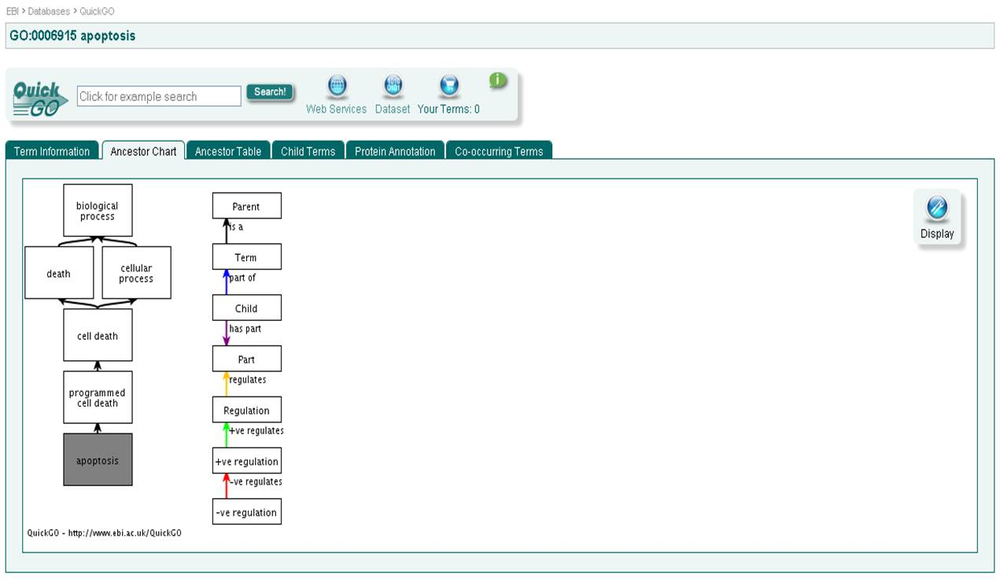 EBI > Databases > QuickGO
GO:0006915 apoptosis
Quick GO
Click for example search
Search!
Web Services
Dataset
Your Terms: 0
i
Term Information
Ancestor Chart
Ancestor Table
Child Terms
Protein Annotation
Co-occurring Terms
biological
process
death
cellular
process
cell death
programmed
cell death
apoptosis
Parent
is a
Term
part of
Child
has part
Part
regulates
Regulation
+ve regulates
+ve regulation
-ve regulates
-ve regulation
Display
QuickGO - http://www.ebi.ac.uk/QuickGO